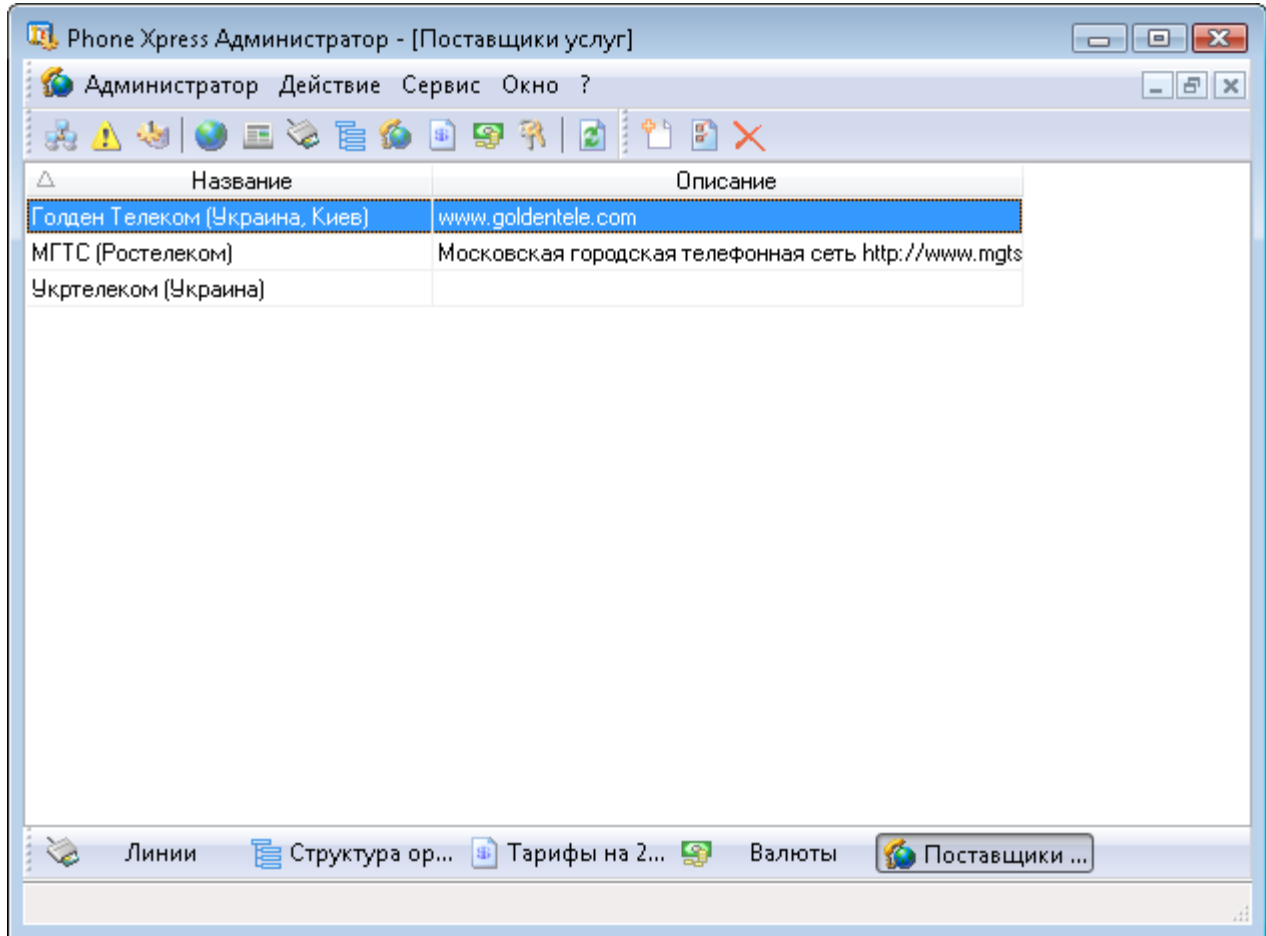 Phone Xpress Администратор - [Поставщики услуг]
Администратор Действие Сервис Окно ?
Название Описание
Голден Телеком (Украина, Киев) www.goldentele.com
МГТС (Ростелеком) Московская городская телефонная сеть http://www.mgts
Укртелеком (Украина)
Линии Структура ор... Тарифы на 2... Валюты Поставщики ...